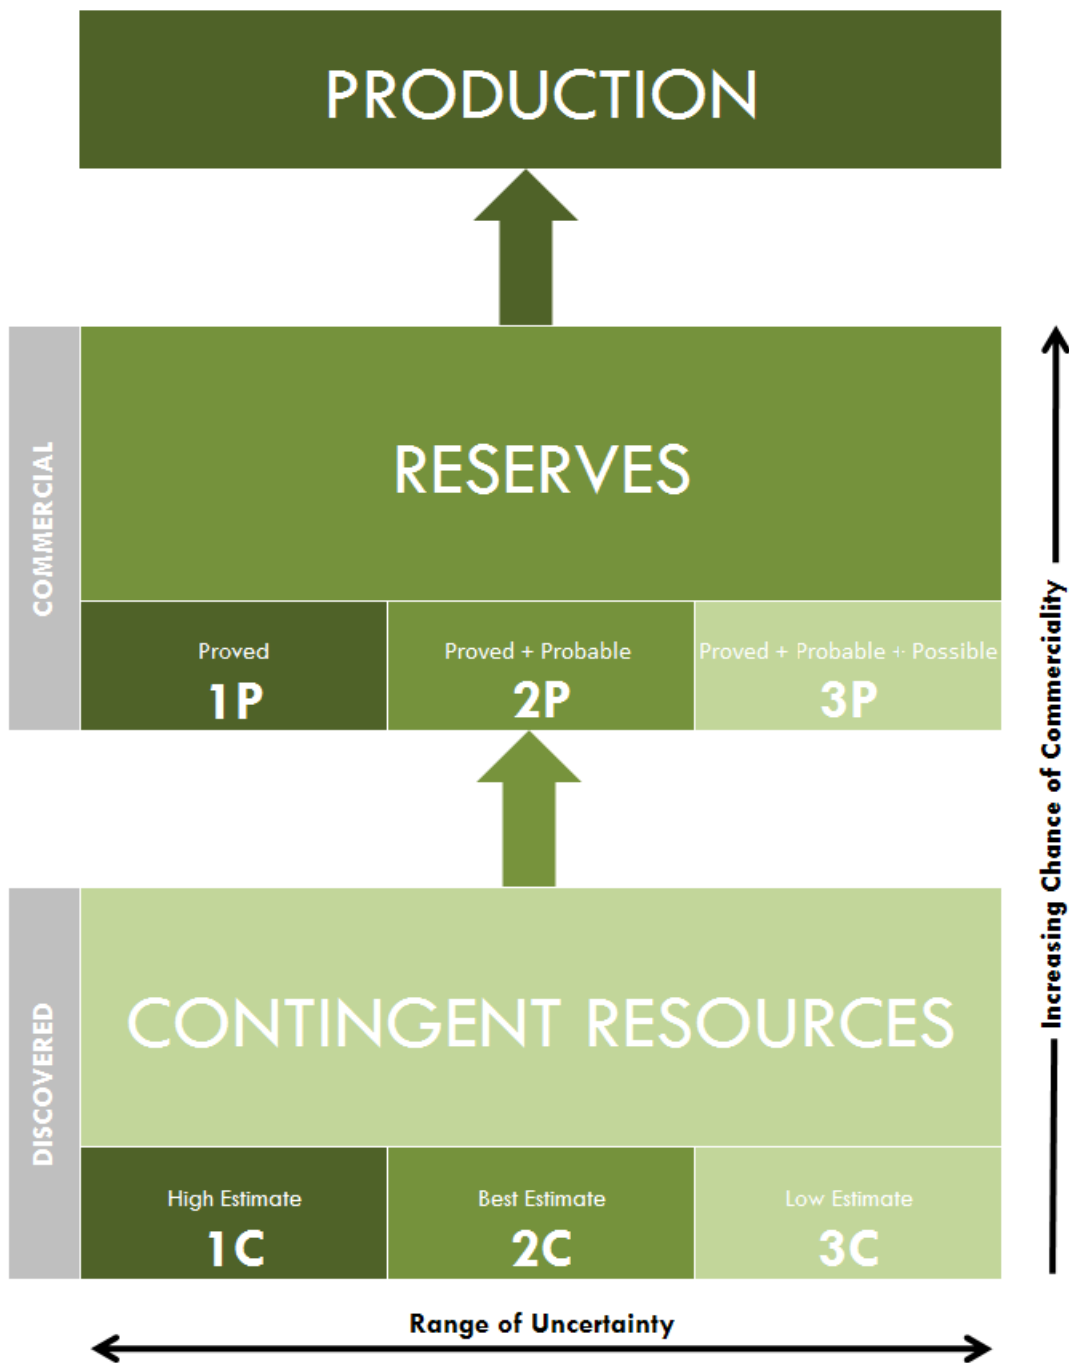 PRODUCTION
COMMERCIAL
RESERVES
Proved
1P
Proved + Probable
2P
Proved + Probable + Possible
3P
Increasing Chance of Commerciality
DISCOVERED
CONTINGENT RESOURCES
High Estimate
1C
Best Estimate
2C
Low Estimate
3C
Range of Uncertainty